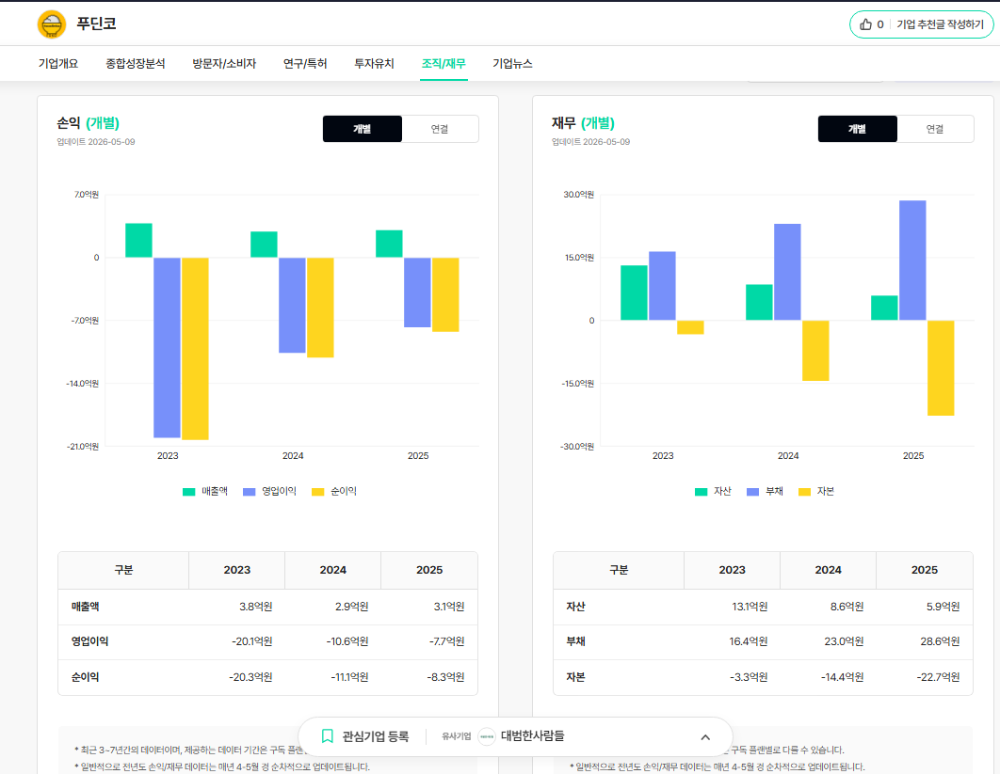 푸딘코
0 기업 추천글 작성하기
기업개요 종합성장분석 방문자/소비자 연구/특허 투자유치 조직/재무 기업뉴스
손익 (개별)
업데이트 2026-05-09
개별 연결
7.0억원
0
-7.0억원
-14.0억원
-21.0억원
2023 2024 2025
매출액 영업이익 순이익
구분 2023 2024 2025
매출액 3.8억원 2.9억원 3.1억원
영업이익 -20.1억원 -10.6억원 -7.7억원
순이익 -20.3억원 -11.1억원 -8.3억원
* 최근 3~7년간의 데이터이며, 제공하는 데이터 기간은 구독 플랜
* 일반적으로 전년도 손익/재무 데이터는 매년 4-5월 경 순차적으로 업데이트됩니다.
재무 (개별)
업데이트 2026-05-09
개별 연결
30.0억원
15.0억원
0
-15.0억원
-30.0억원
2023 2024 2025
자산 부채 자본
구분 2023 2024 2025
자산 13.1억원 8.6억원 5.9억원
부채 16.4억원 23.0억원 28.6억원
자본 -3.3억원 -14.4억원 -22.7억원
구독 플랜별로 다를 수 있습니다.
* 일반적으로 전년도 손익/재무 데이터는 매년 4-5월 경 순차적으로 업데이트됩니다.
관심기업 등록 유사기업 대범한사람들